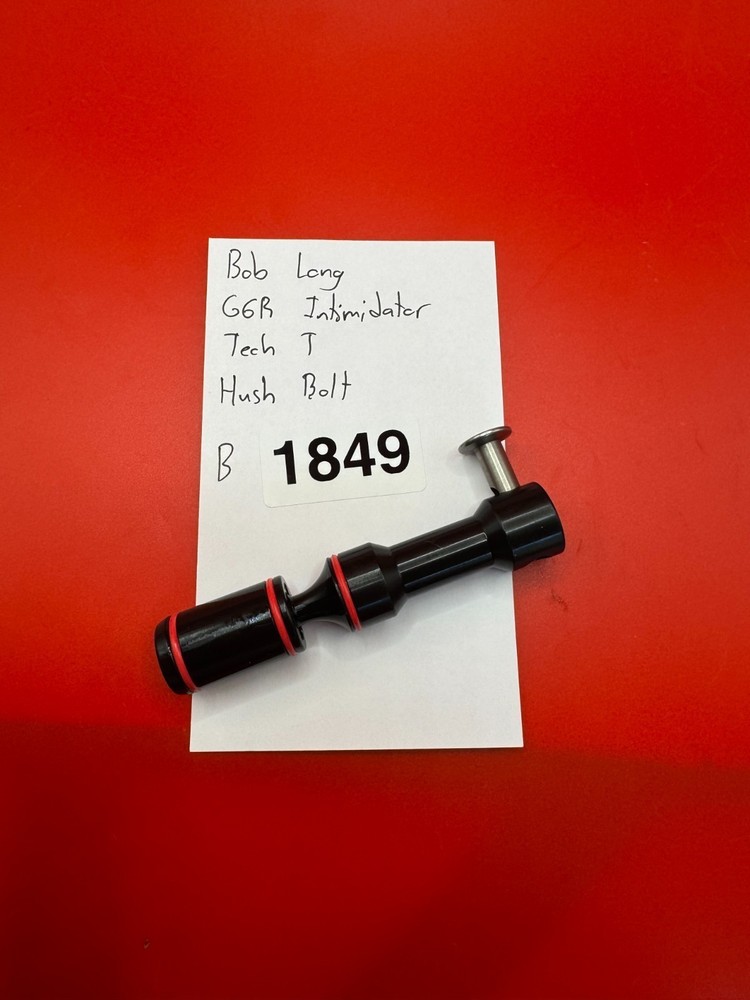 Bob Long
G6R Intimidator
Tech T
Hush Bolt
B 1849